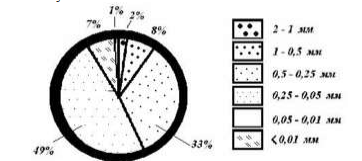 1%
2%
7%
8%
49%
33%
2 - 1 мм
1 - 0,5 мм
0,5 - 0,25 мм
0,25 - 0,05 мм
0,05 - 0,01 мм
< 0,01 мм